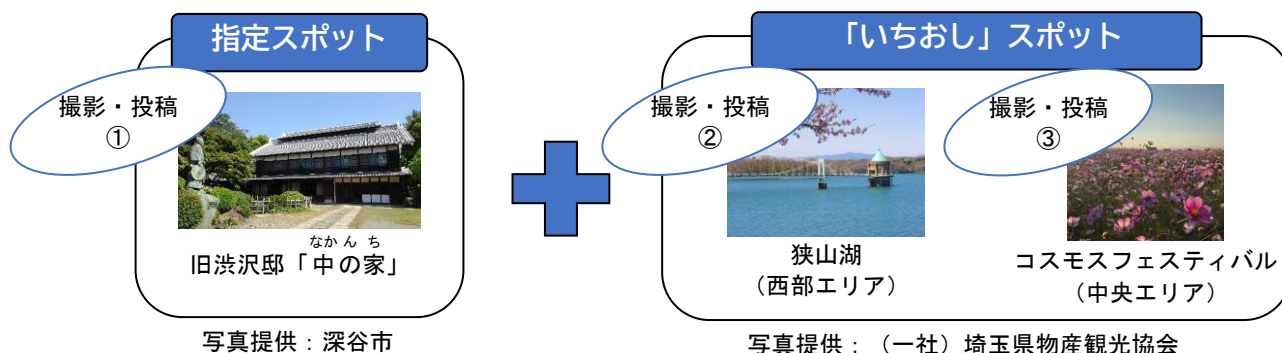 指定スポット
撮影・投稿
①
なかんち
旧渋沢邸「中の家」
写真提供：深谷市
「いちおし」スポット
撮影・投稿
②
狭山湖
（西部エリア）
撮影・投稿
③
コスモスフェスティバル
（中央エリア）
写真提供：（一社）埼玉県物産観光協会